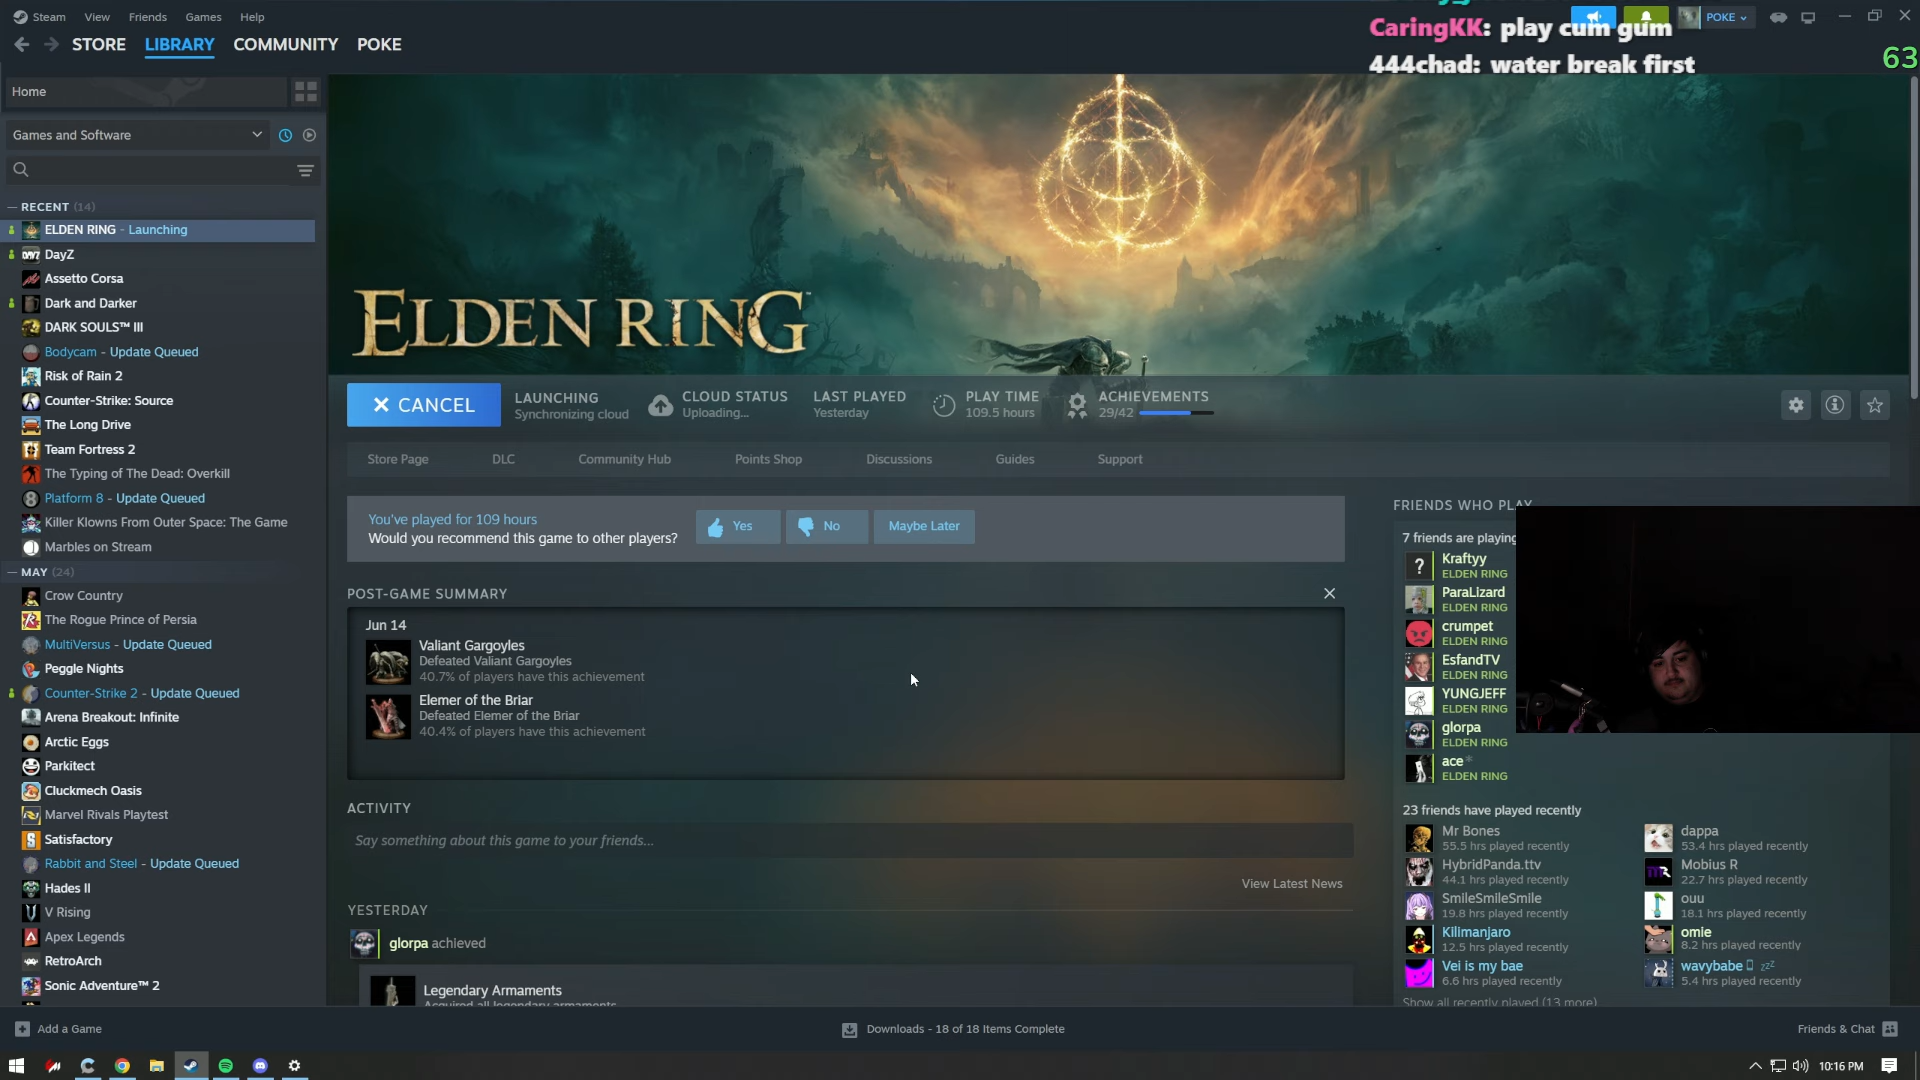 Steam View Friends Games Help
POKE
CaringKK: play cum gum
444chad: water break first
63
STORE LIBRARY COMMUNITY POKE
Home
Games and Software
— RECENT (14)
ELDEN RING - Launching
DayZ
Assetto Corsa
Dark and Darker
DARK SOULS™ III
Bodycam - Update Queued
Risk of Rain 2
Counter-Strike: Source
The Long Drive
Team Fortress 2
The Typing of The Dead: Overkill
Platform 8 - Update Queued
Killer Klowns From Outer Space: The Game
Marbles on Stream
— MAY (24)
Crow Country
The Rogue Prince of Persia
MultiVersus - Update Queued
Peggle Nights
Counter-Strike 2 - Update Queued
Arena Breakout: Infinite
Arctic Eggs
Parkitect
Cluckmech Oasis
Marvel Rivals Playtest
Satisfactory
Rabbit and Steel - Update Queued
Hades II
V Rising
Apex Legends
RetroArch
Sonic Adventure™ 2
ELDEN RING™
CANCEL
LAUNCHING
Synchronizing cloud
CLOUD STATUS
Uploading...
LAST PLAYED
Yesterday
PLAY TIME
109.5 hours
ACHIEVEMENTS
29/42
Store Page DLC Community Hub Points Shop Discussions Guides Support
You've played for 109 hours
Would you recommend this game to other players?
Yes No Maybe Later
POST-GAME SUMMARY
Jun 14
Valiant Gargoyles
Defeated Valiant Gargoyles
40.7% of players have this achievement
Elemer of the Briar
Defeated Elemer of the Briar
40.4% of players have this achievement
ACTIVITY
Say something about this game to your friends...
View Latest News
YESTERDAY
glorpa achieved
Legendary Armaments
Acquired all legendary armaments
FRIENDS WHO PLAY
7 friends are playing
Kraftyy
ELDEN RING
ParaLizard
ELDEN RING
crumpet
ELDEN RING
EsfandTV
ELDEN RING
YUNGJEFF
ELDEN RING
glorpa
ELDEN RING
ace*
ELDEN RING
23 friends have played recently
Mr Bones
55.5 hrs played recently
dappa
53.4 hrs played recently
HybridPanda.ttv
44.1 hrs played recently
Mobius R
22.7 hrs played recently
SmileSmileSmile
19.8 hrs played recently
ouu
18.1 hrs played recently
Kilimanjaro
12.5 hrs played recently
omie
8.2 hrs played recently
Vei is my bae
6.6 hrs played recently
wavybabe zzZ
5.4 hrs played recently
Show all recently played (13 more)
Add a Game
Downloads - 18 of 18 Items Complete
Friends & Chat
10:16 PM